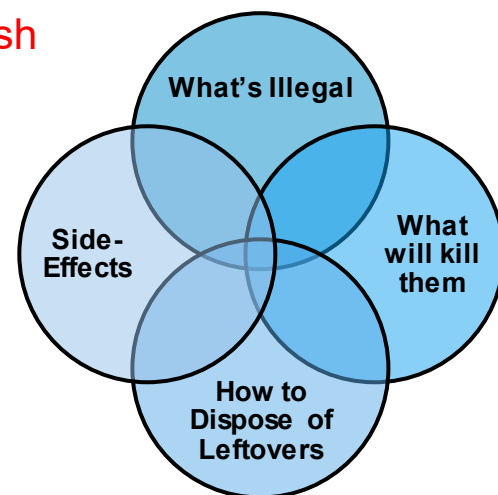 sh
What's Illegal
Side-
Effects
What
will kill
them
How to
Dispose of
Leftovers